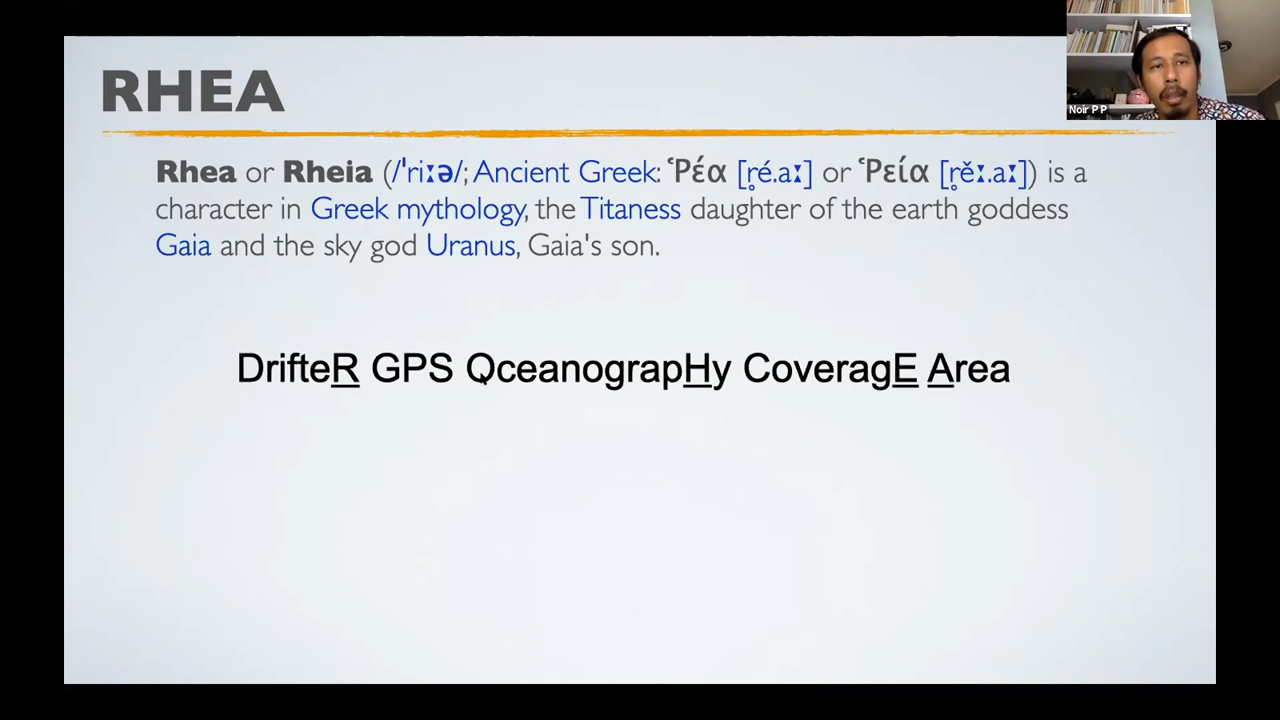 RHEA
Noir P P
Rhea or Rheia (/ˈriːə/; Ancient Greek: Ῥέα [r̥é.aː] or Ῥεία [r̥ěː.aː]) is a
character in Greek mythology, the Titaness daughter of the earth goddess
Gaia and the sky god Uranus, Gaia's son.
DrifteR GPS QceanograpHy CoveragE Area